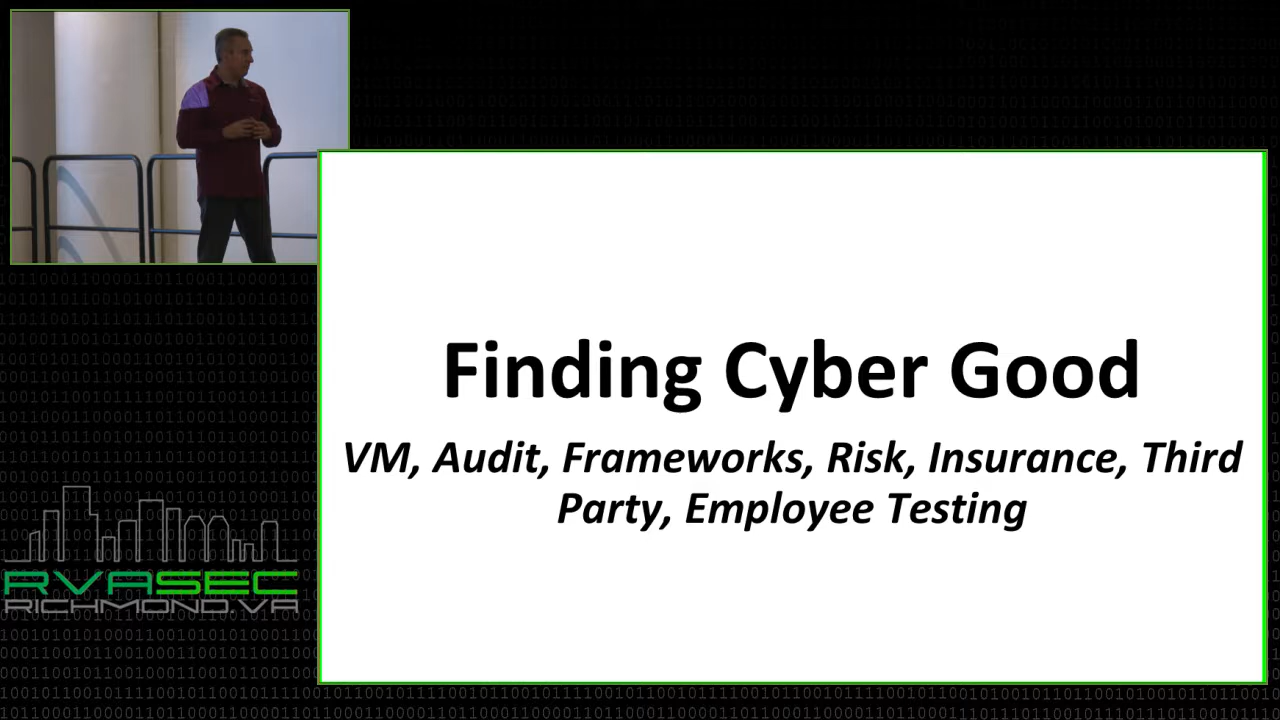 Finding Cyber Good
VM, Audit, Frameworks, Risk, Insurance, Third
Party, Employee Testing
RVASEC
RICHMOND.VA